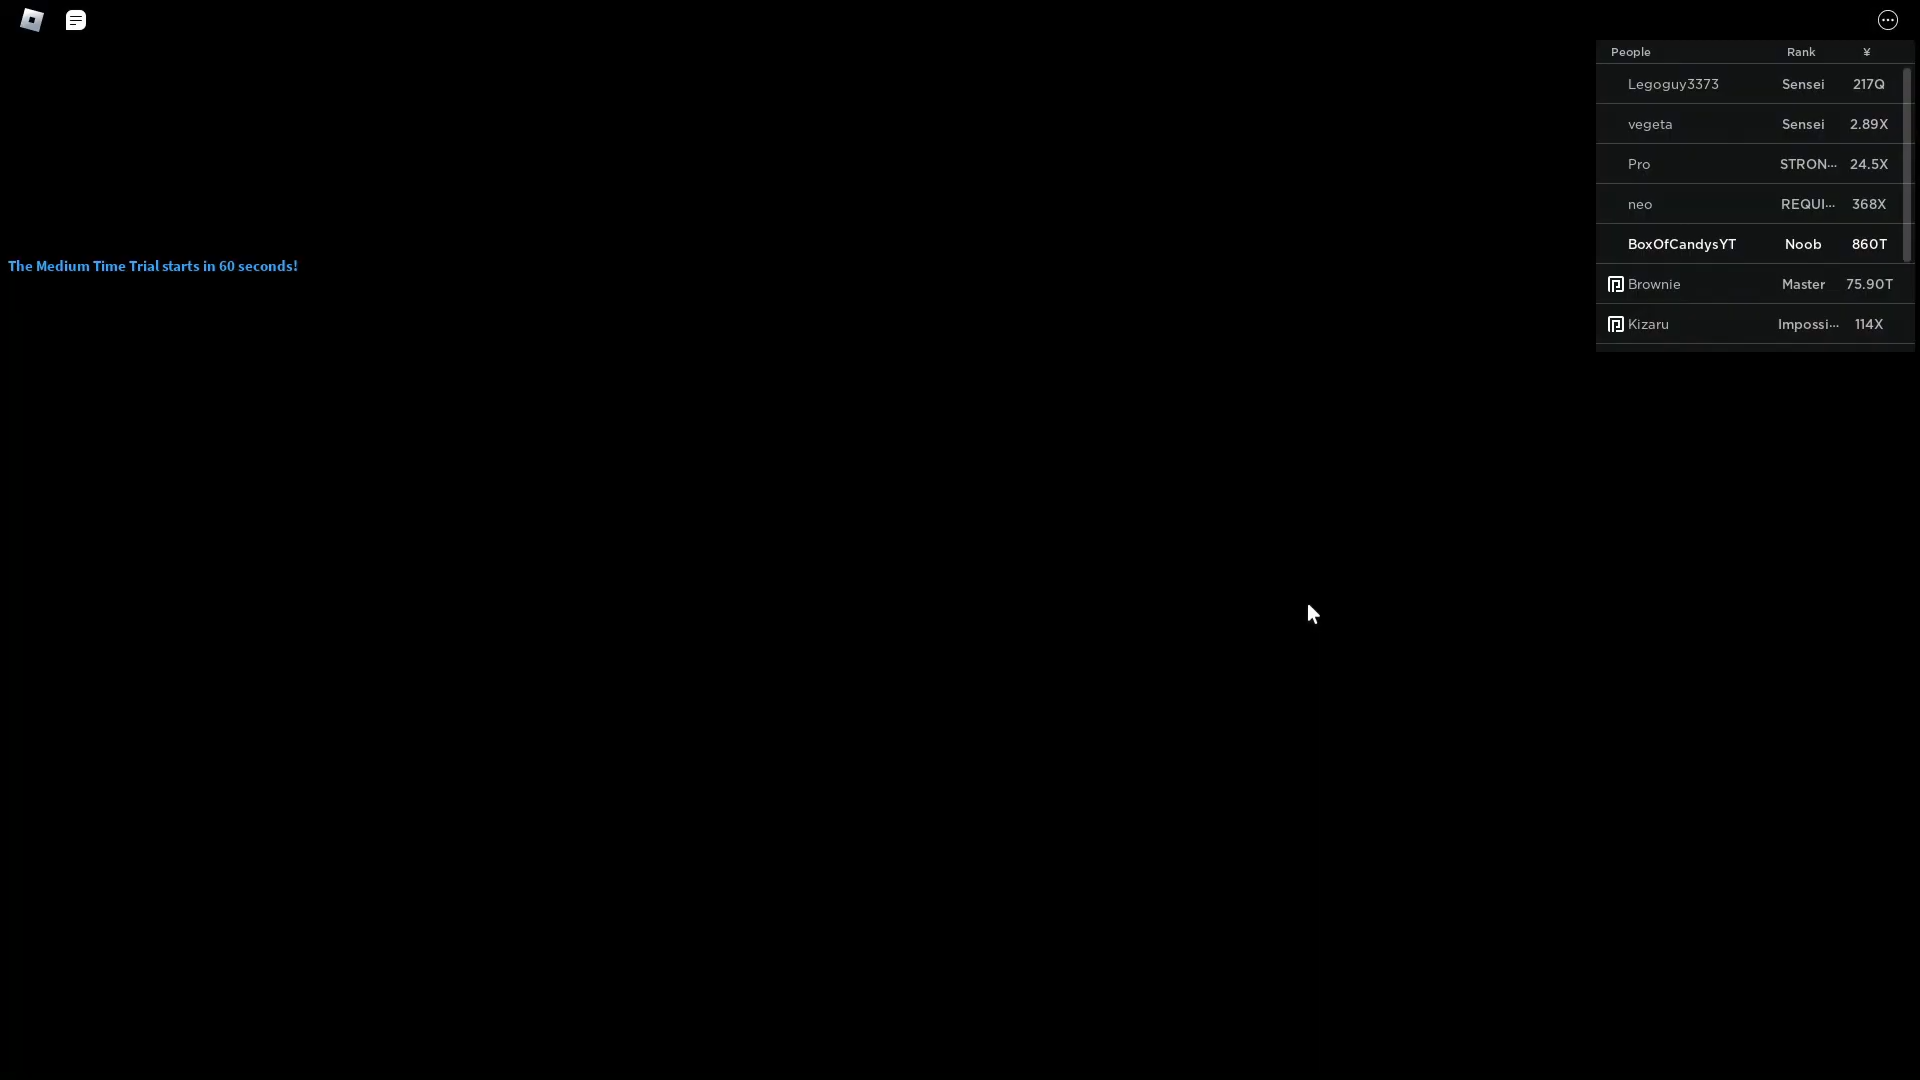 People Rank ¥
Legoguy3373 Sensei 217Q
vegeta Sensei 2.89X
Pro STRON... 24.5X
neo REQUI... 368X
BoxOfCandysYT Noob 860T
Brownie Master 75.90T
Kizaru Impossi... 114X
The Medium Time Trial starts in 60 seconds!